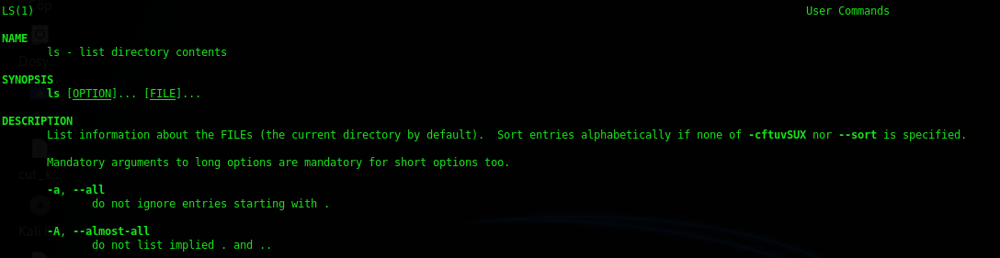 LS(1) User Commands
NAME
ls - list directory contents
SYNOPSIS
ls [OPTION]... [FILE]...
DESCRIPTION
List information about the FILEs (the current directory by default).  Sort entries alphabetically if none of -cftuvSUX nor --sort is specified.
Mandatory arguments to long options are mandatory for short options too.
-a, --all
do not ignore entries starting with .
-A, --almost-all
do not list implied . and ..